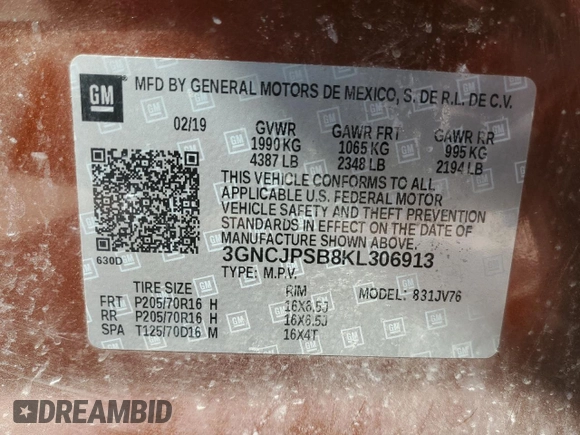 GM MFD BY GENERAL MOTORS DE MEXICO, S. DE R.L. DE C.V.
02/19 GVWR GAWR FRT GAWR RR
1990 KG 1065 KG 995 KG
4387 LB 2348 LB 2194 LB
THIS VEHICLE CONFORMS TO ALL
APPLICABLE U.S. FEDERAL MOTOR
VEHICLE SAFETY AND THEFT PREVENTION
STANDARDS IN EFFECT ON THE DATE OF
MANUFACTURE SHOWN ABOVE.
630D 3GNCJPSB8KL306913
TYPE: M.P.V.
TIRE SIZE RIM MODEL: 831JV76
FRT P205/70R16 H 16X6.5J
RR P205/70R16 H 16X6.5J
SPA T125/70D16 M 16X4T
DREAMBID